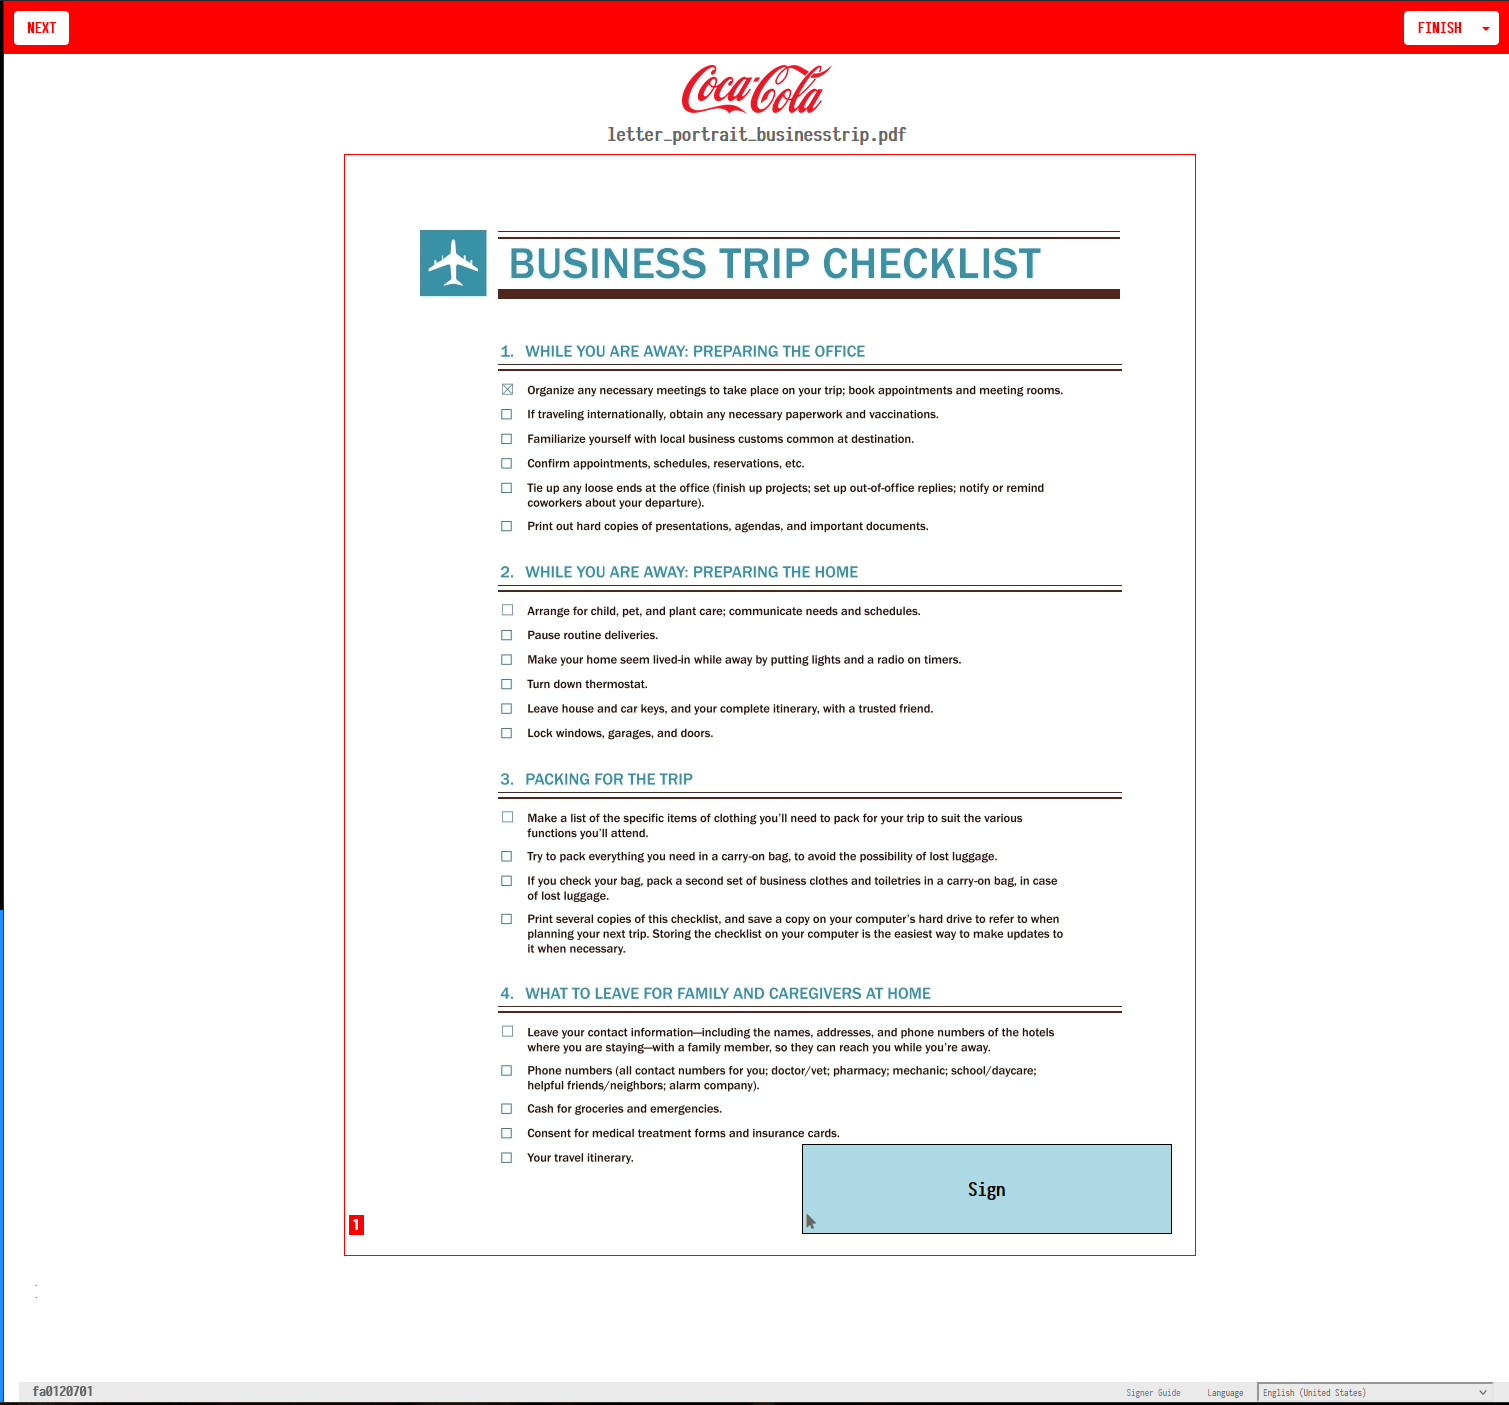 NEXT
FINISH
Coca-Cola
letter_portrait_businesstrip.pdf
BUSINESS TRIP CHECKLIST
1. WHILE YOU ARE AWAY: PREPARING THE OFFICE
Organize any necessary meetings to take place on your trip; book appointments and meeting rooms.
If traveling internationally, obtain any necessary paperwork and vaccinations.
Familiarize yourself with local business customs common at destination.
Confirm appointments, schedules, reservations, etc.
Tie up any loose ends at the office (finish up projects; set up out-of-office replies; notify or remind
coworkers about your departure).
Print out hard copies of presentations, agendas, and important documents.
2. WHILE YOU ARE AWAY: PREPARING THE HOME
Arrange for child, pet, and plant care; communicate needs and schedules.
Pause routine deliveries.
Make your home seem lived-in while away by putting lights and a radio on timers.
Turn down thermostat.
Leave house and car keys, and your complete itinerary, with a trusted friend.
Lock windows, garages, and doors.
3. PACKING FOR THE TRIP
Make a list of the specific items of clothing you'll need to pack for your trip to suit the various
functions you'll attend.
Try to pack everything you need in a carry-on bag, to avoid the possibility of lost luggage.
If you check your bag, pack a second set of business clothes and toiletries in a carry-on bag, in case
of lost luggage.
Print several copies of this checklist, and save a copy on your computer's hard drive to refer to when
planning your next trip. Storing the checklist on your computer is the easiest way to make updates to
it when necessary.
4. WHAT TO LEAVE FOR FAMILY AND CAREGIVERS AT HOME
Leave your contact information—including the names, addresses, and phone numbers of the hotels
where you are staying—with a family member, so they can reach you while you're away.
Phone numbers (all contact numbers for you; doctor/vet; pharmacy; mechanic; school/daycare;
helpful friends/neighbors; alarm company).
Cash for groceries and emergencies.
Consent for medical treatment forms and insurance cards.
Your travel itinerary.
Sign
1
fa0120701
Signer Guide Language English (United States)